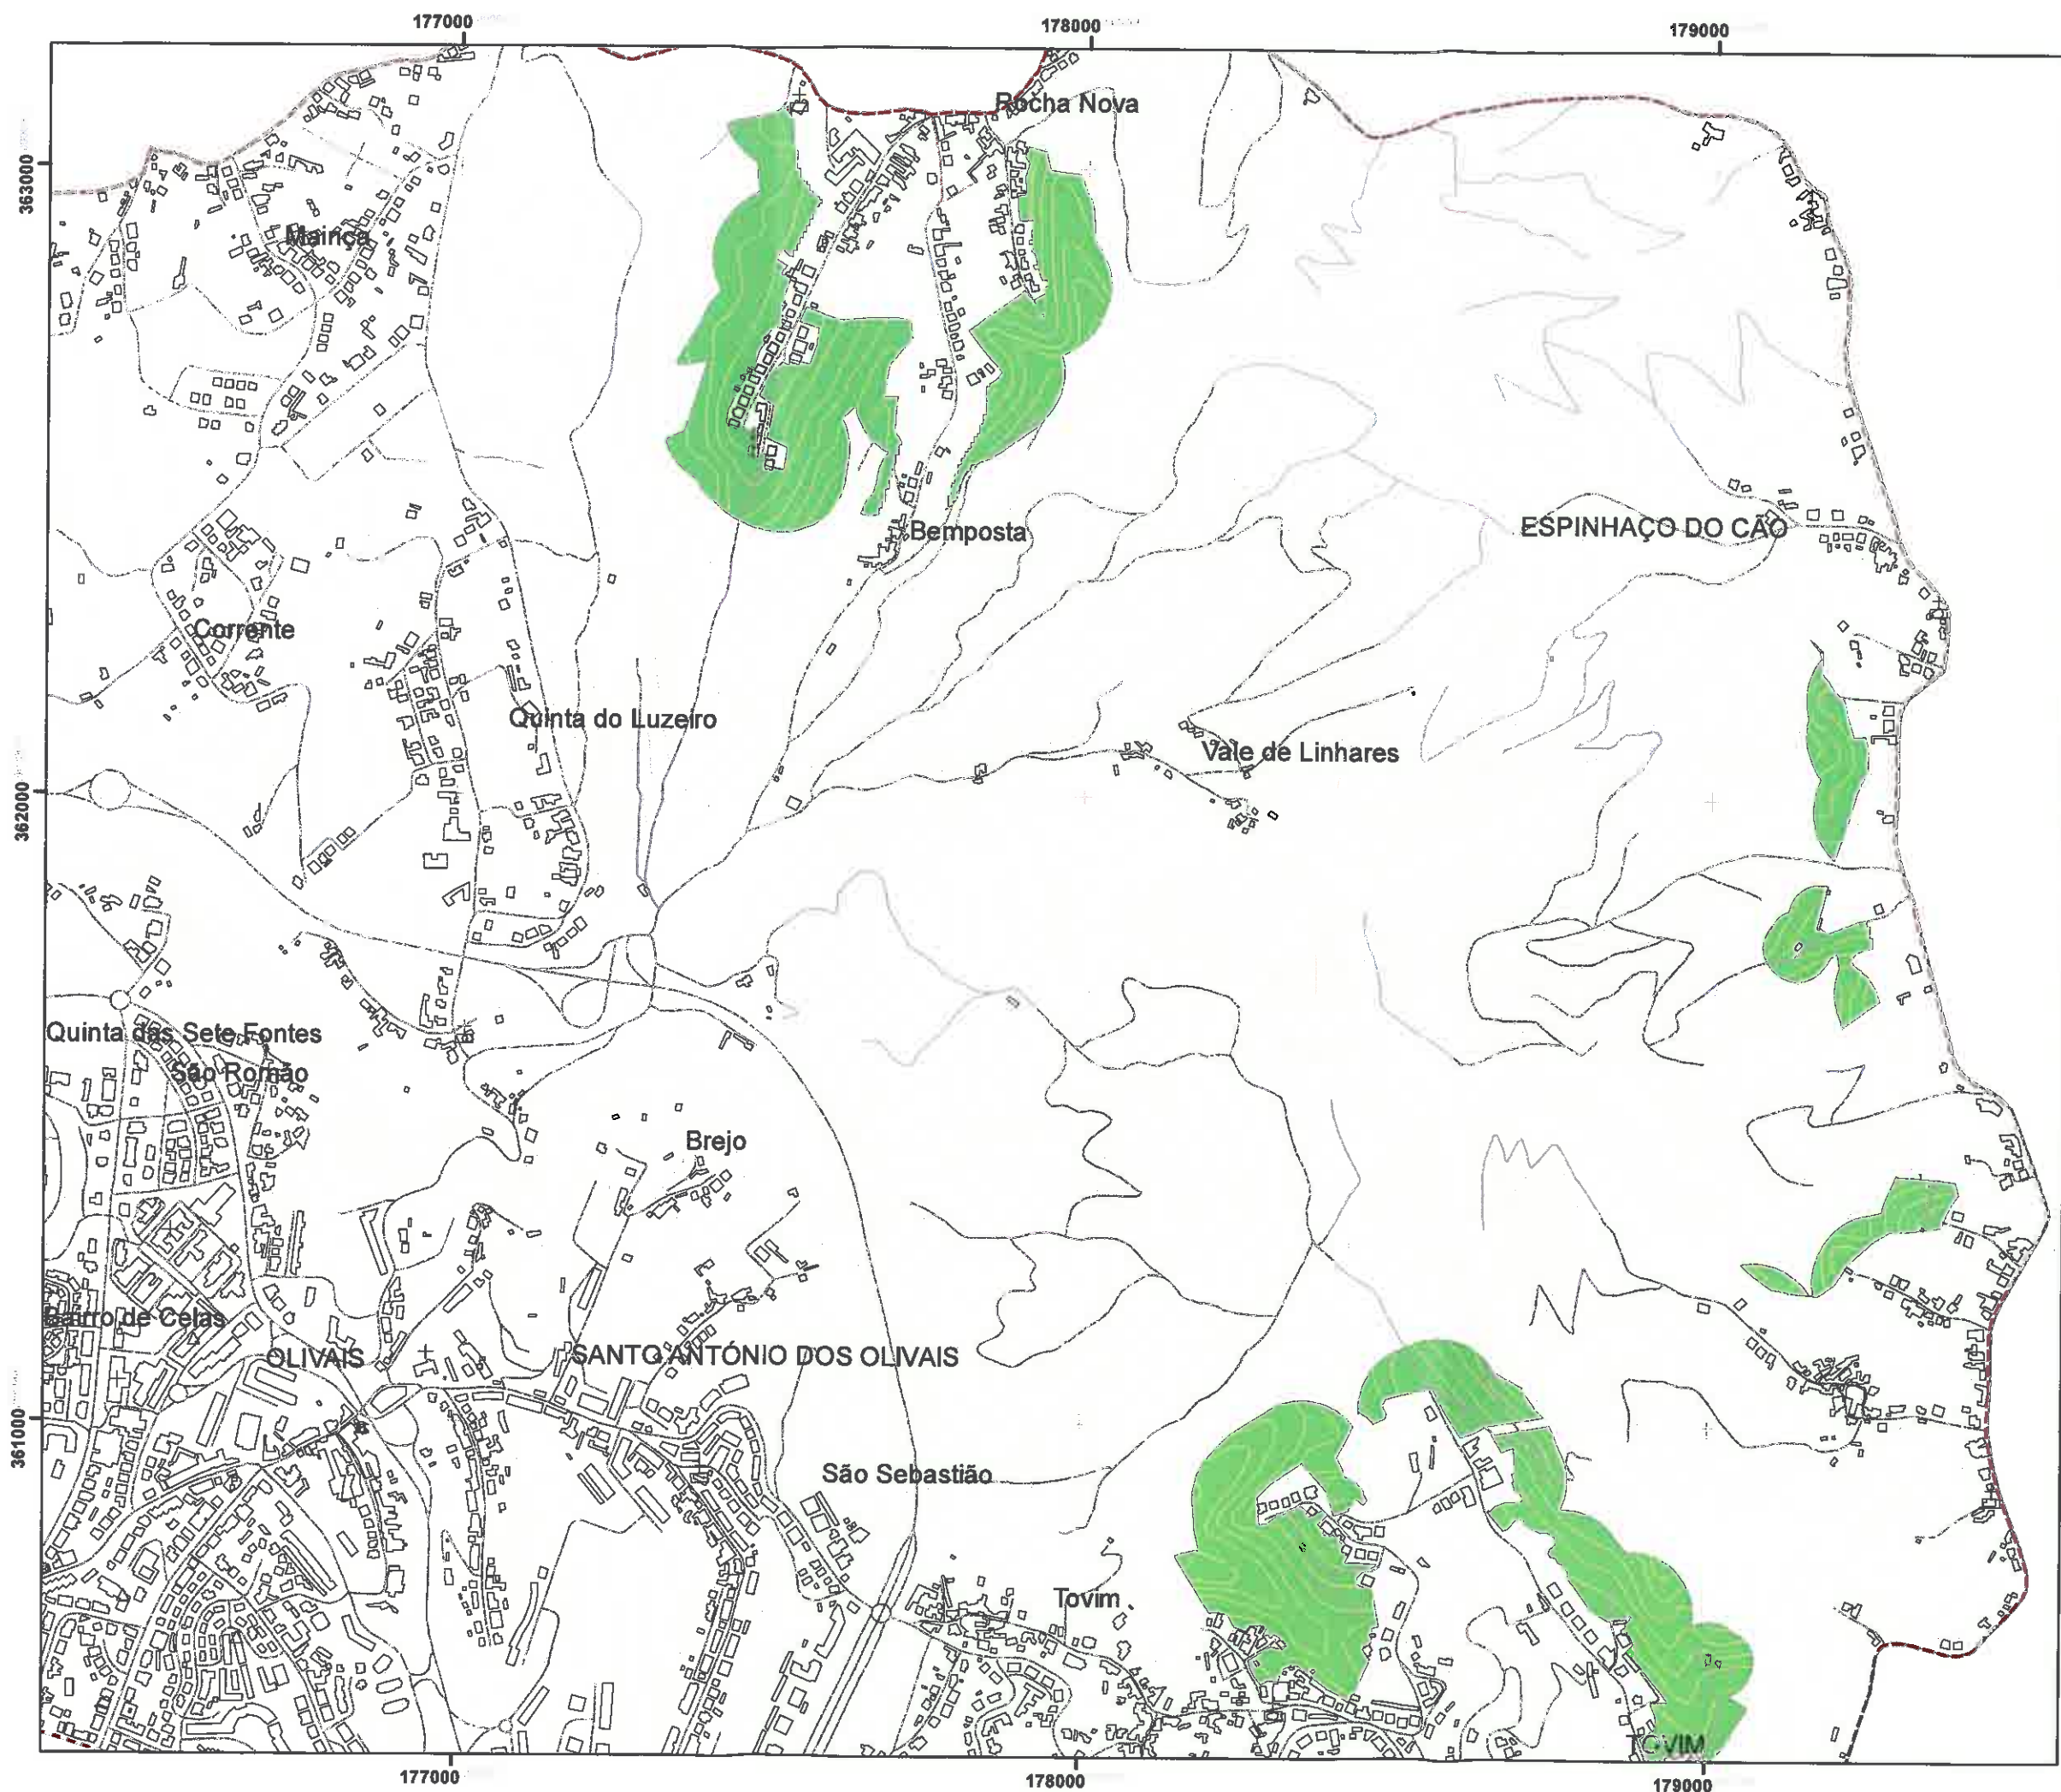 177000
178000
179000
Rocha Nova
363000
Mainça
Bemposta
ESPINHAÇO DO CÃO
Corrente
Quinta do Luzeiro
Vale de Linhares
362000
Quinta das Sete Fontes
São Romão
Brejo
Bairro de Celas
OLIVAIS
SANTO ANTÓNIO DOS OLIVAIS
361000
São Sebastião
Tovim
TOVIM
177000
178000
179000